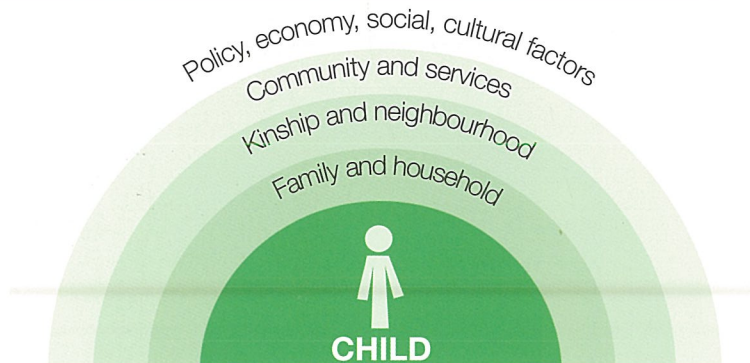 Policy, economy, social, cultural factors
Community and services
Kinship and neighbourhood
Family and household
CHILD